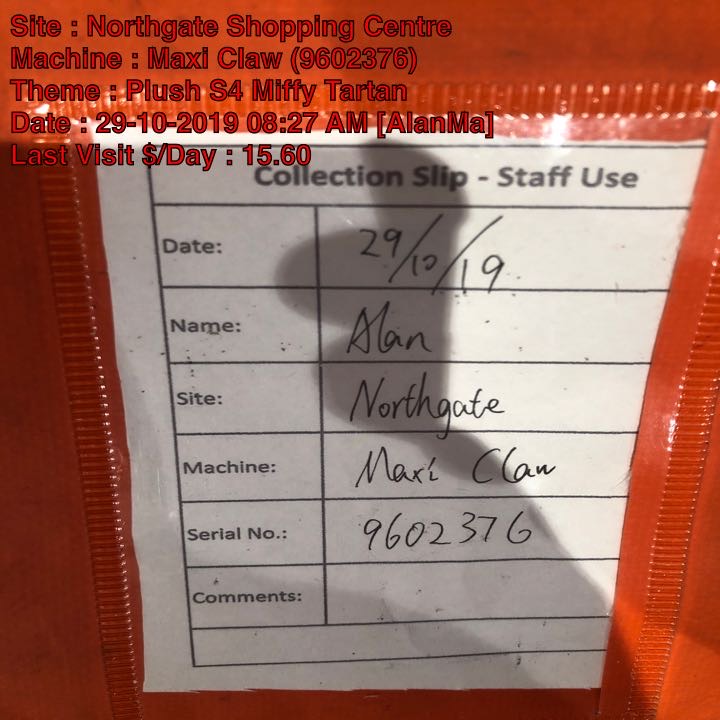 Site : Northgate Shopping Centre
Machine : Maxi Claw (9602376)
Theme : Plush S4 Miffy Tartan
Date : 29-10-2019 08:27 AM [AlanMa]
Last Visit $/Day : 15.60
Collection Slip - Staff Use
Date: 29/10/19
Name: Alan
Site: Northgate
Machine: Maxi Claw
Serial No.: 9602376
Comments: